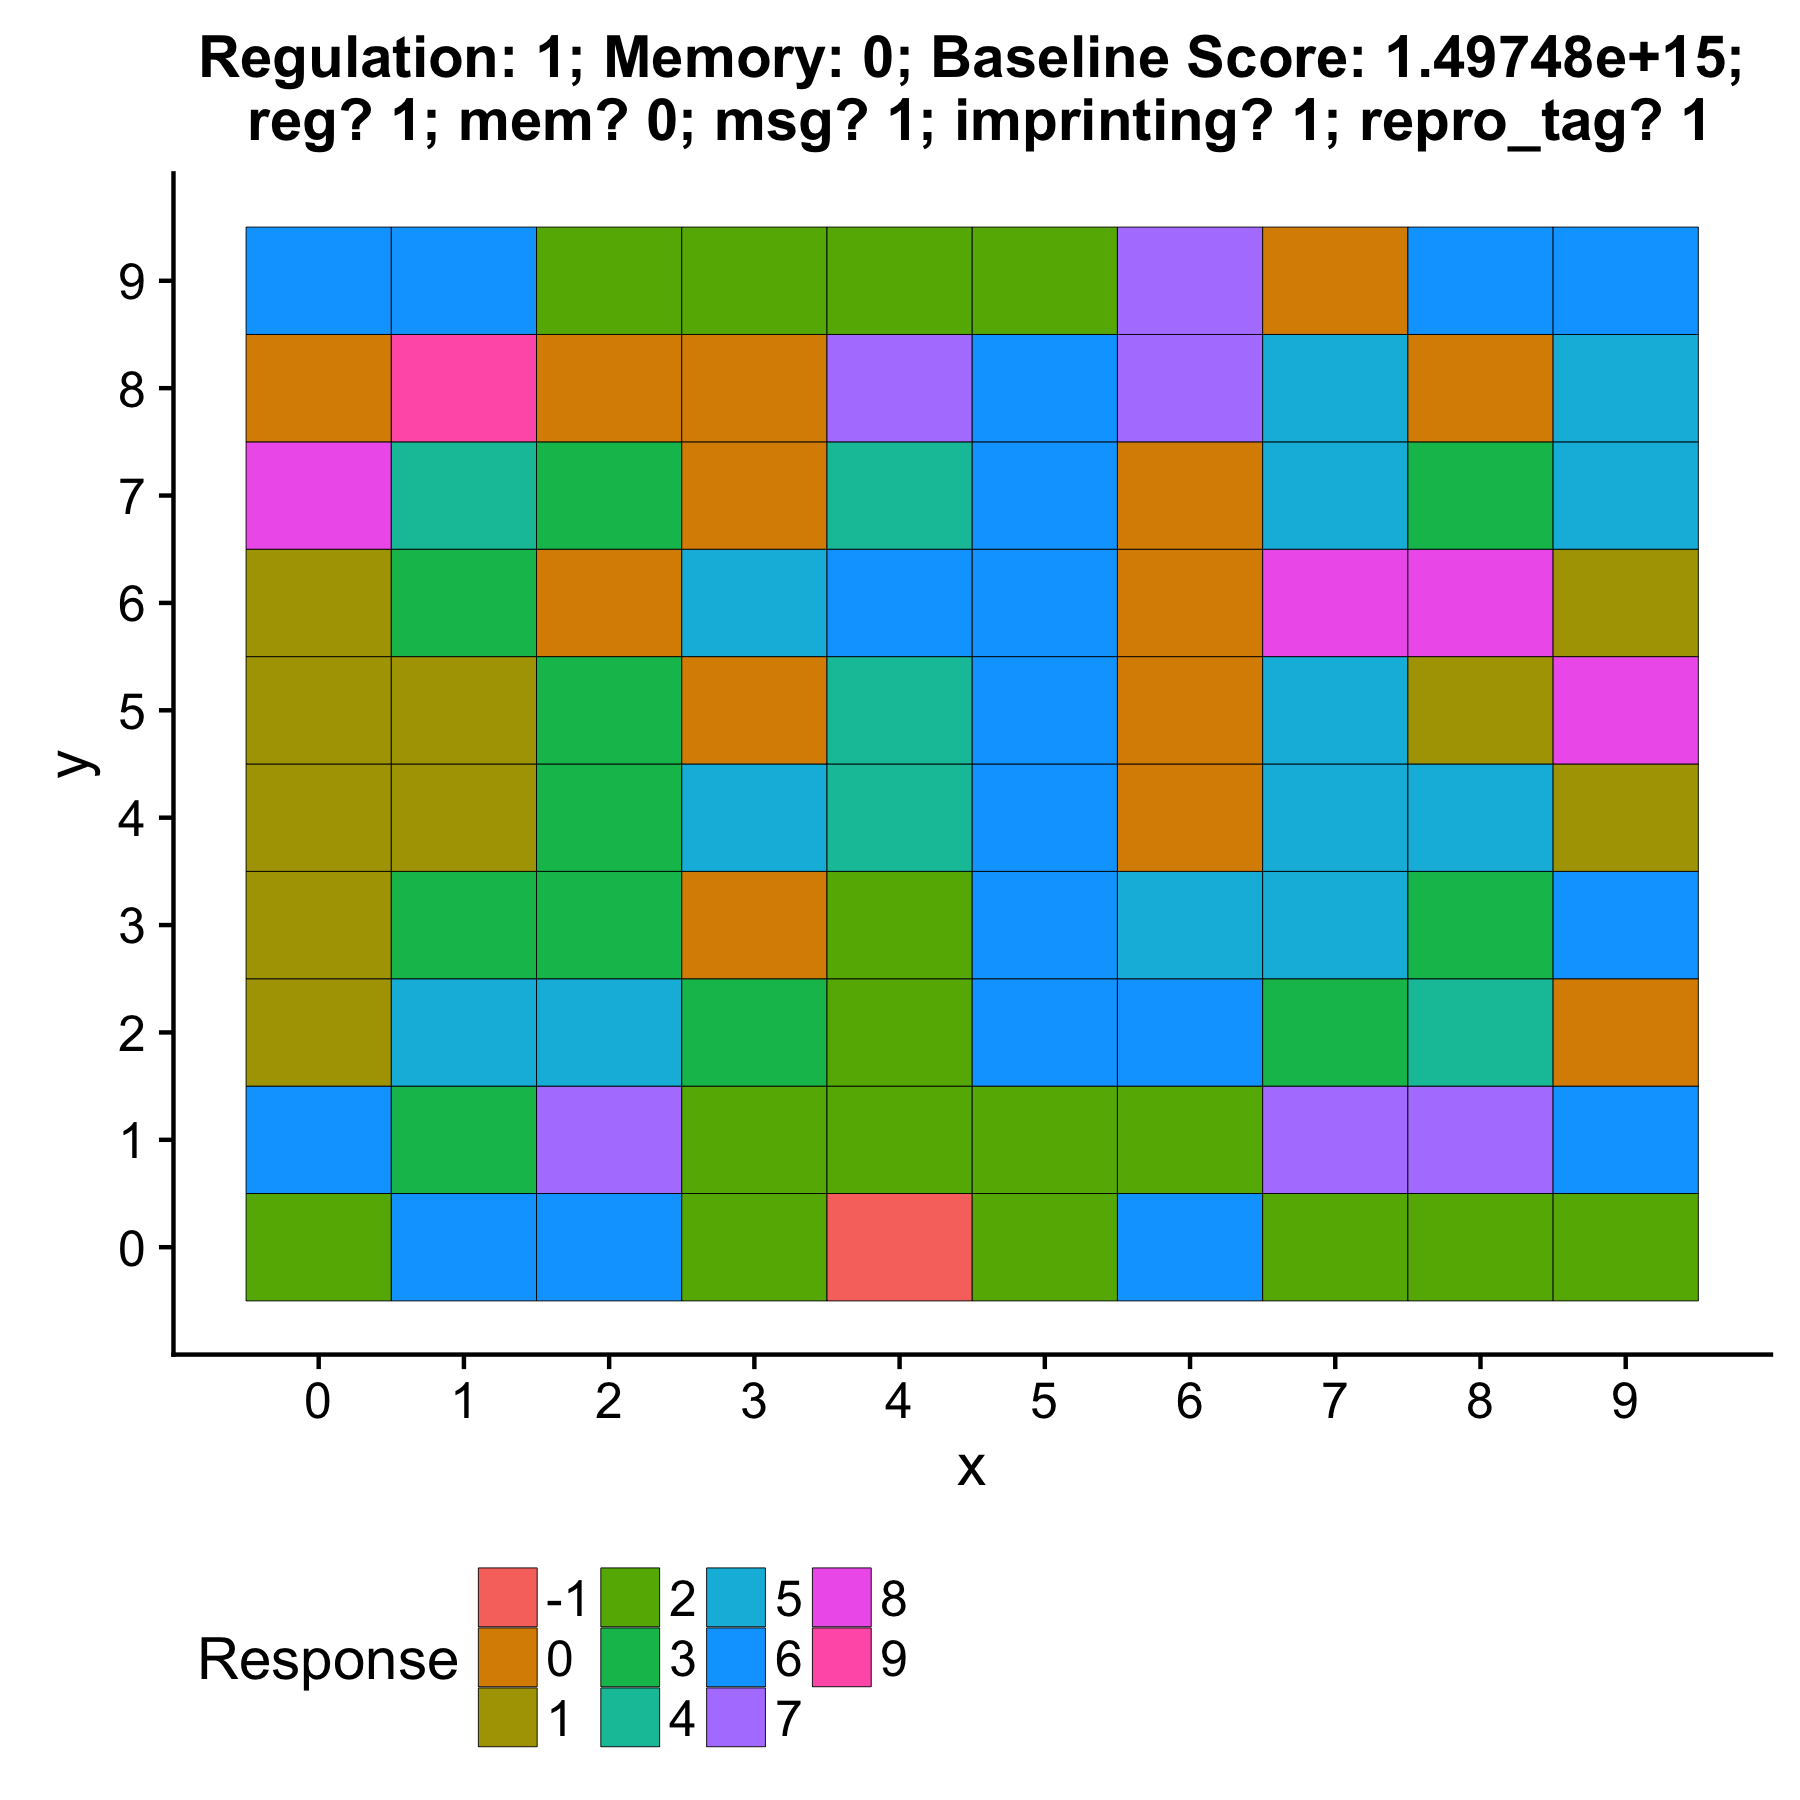 Regulation: 1; Memory: 0; Baseline Score: 1.49748e+15;
reg? 1; mem? 0; msg? 1; imprinting? 1; repro_tag? 1
y
9
8
7
6
5
4
3
2
1
0
0 1 2 3 4 5 6 7 8 9
x
Response
-1 2 5 8
0 3 6 9
1 4 7